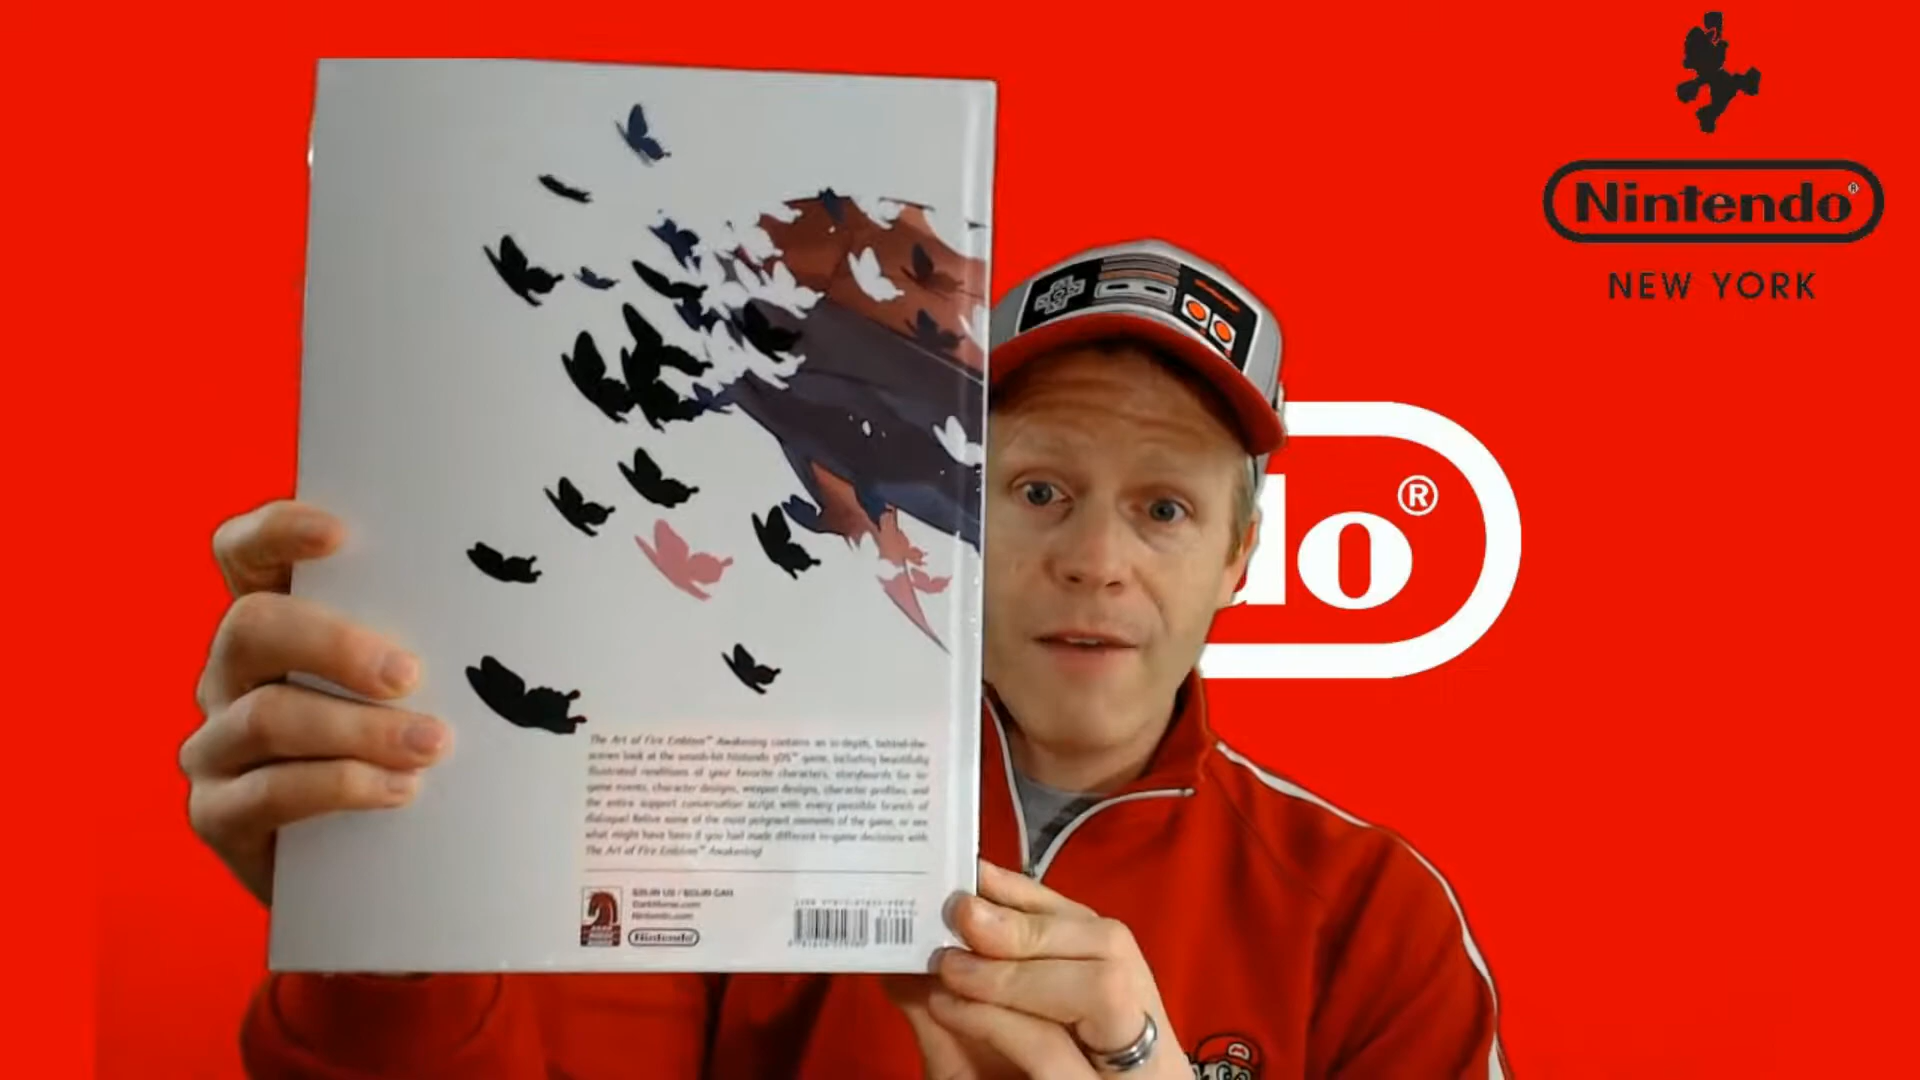 Nintendo®
NEW YORK
do®
The Art of Fire Emblem™ Awakening contains an in-depth, behind-the-
scenes look at the smash-hit Nintendo 3DS™ game, including beautifully
illustrated renditions of your favorite characters, storyboards for in-
game events, character designs, weapon designs, character profiles, and
the entire support conversation script with every possible branch of
dialogue! Relive some of the most poignant moments of the game, or see
what might have been if you had made different in-game decisions with
The Art of Fire Emblem™ Awakening!
DarkHorse.com
Nintendo.com
Nintendo